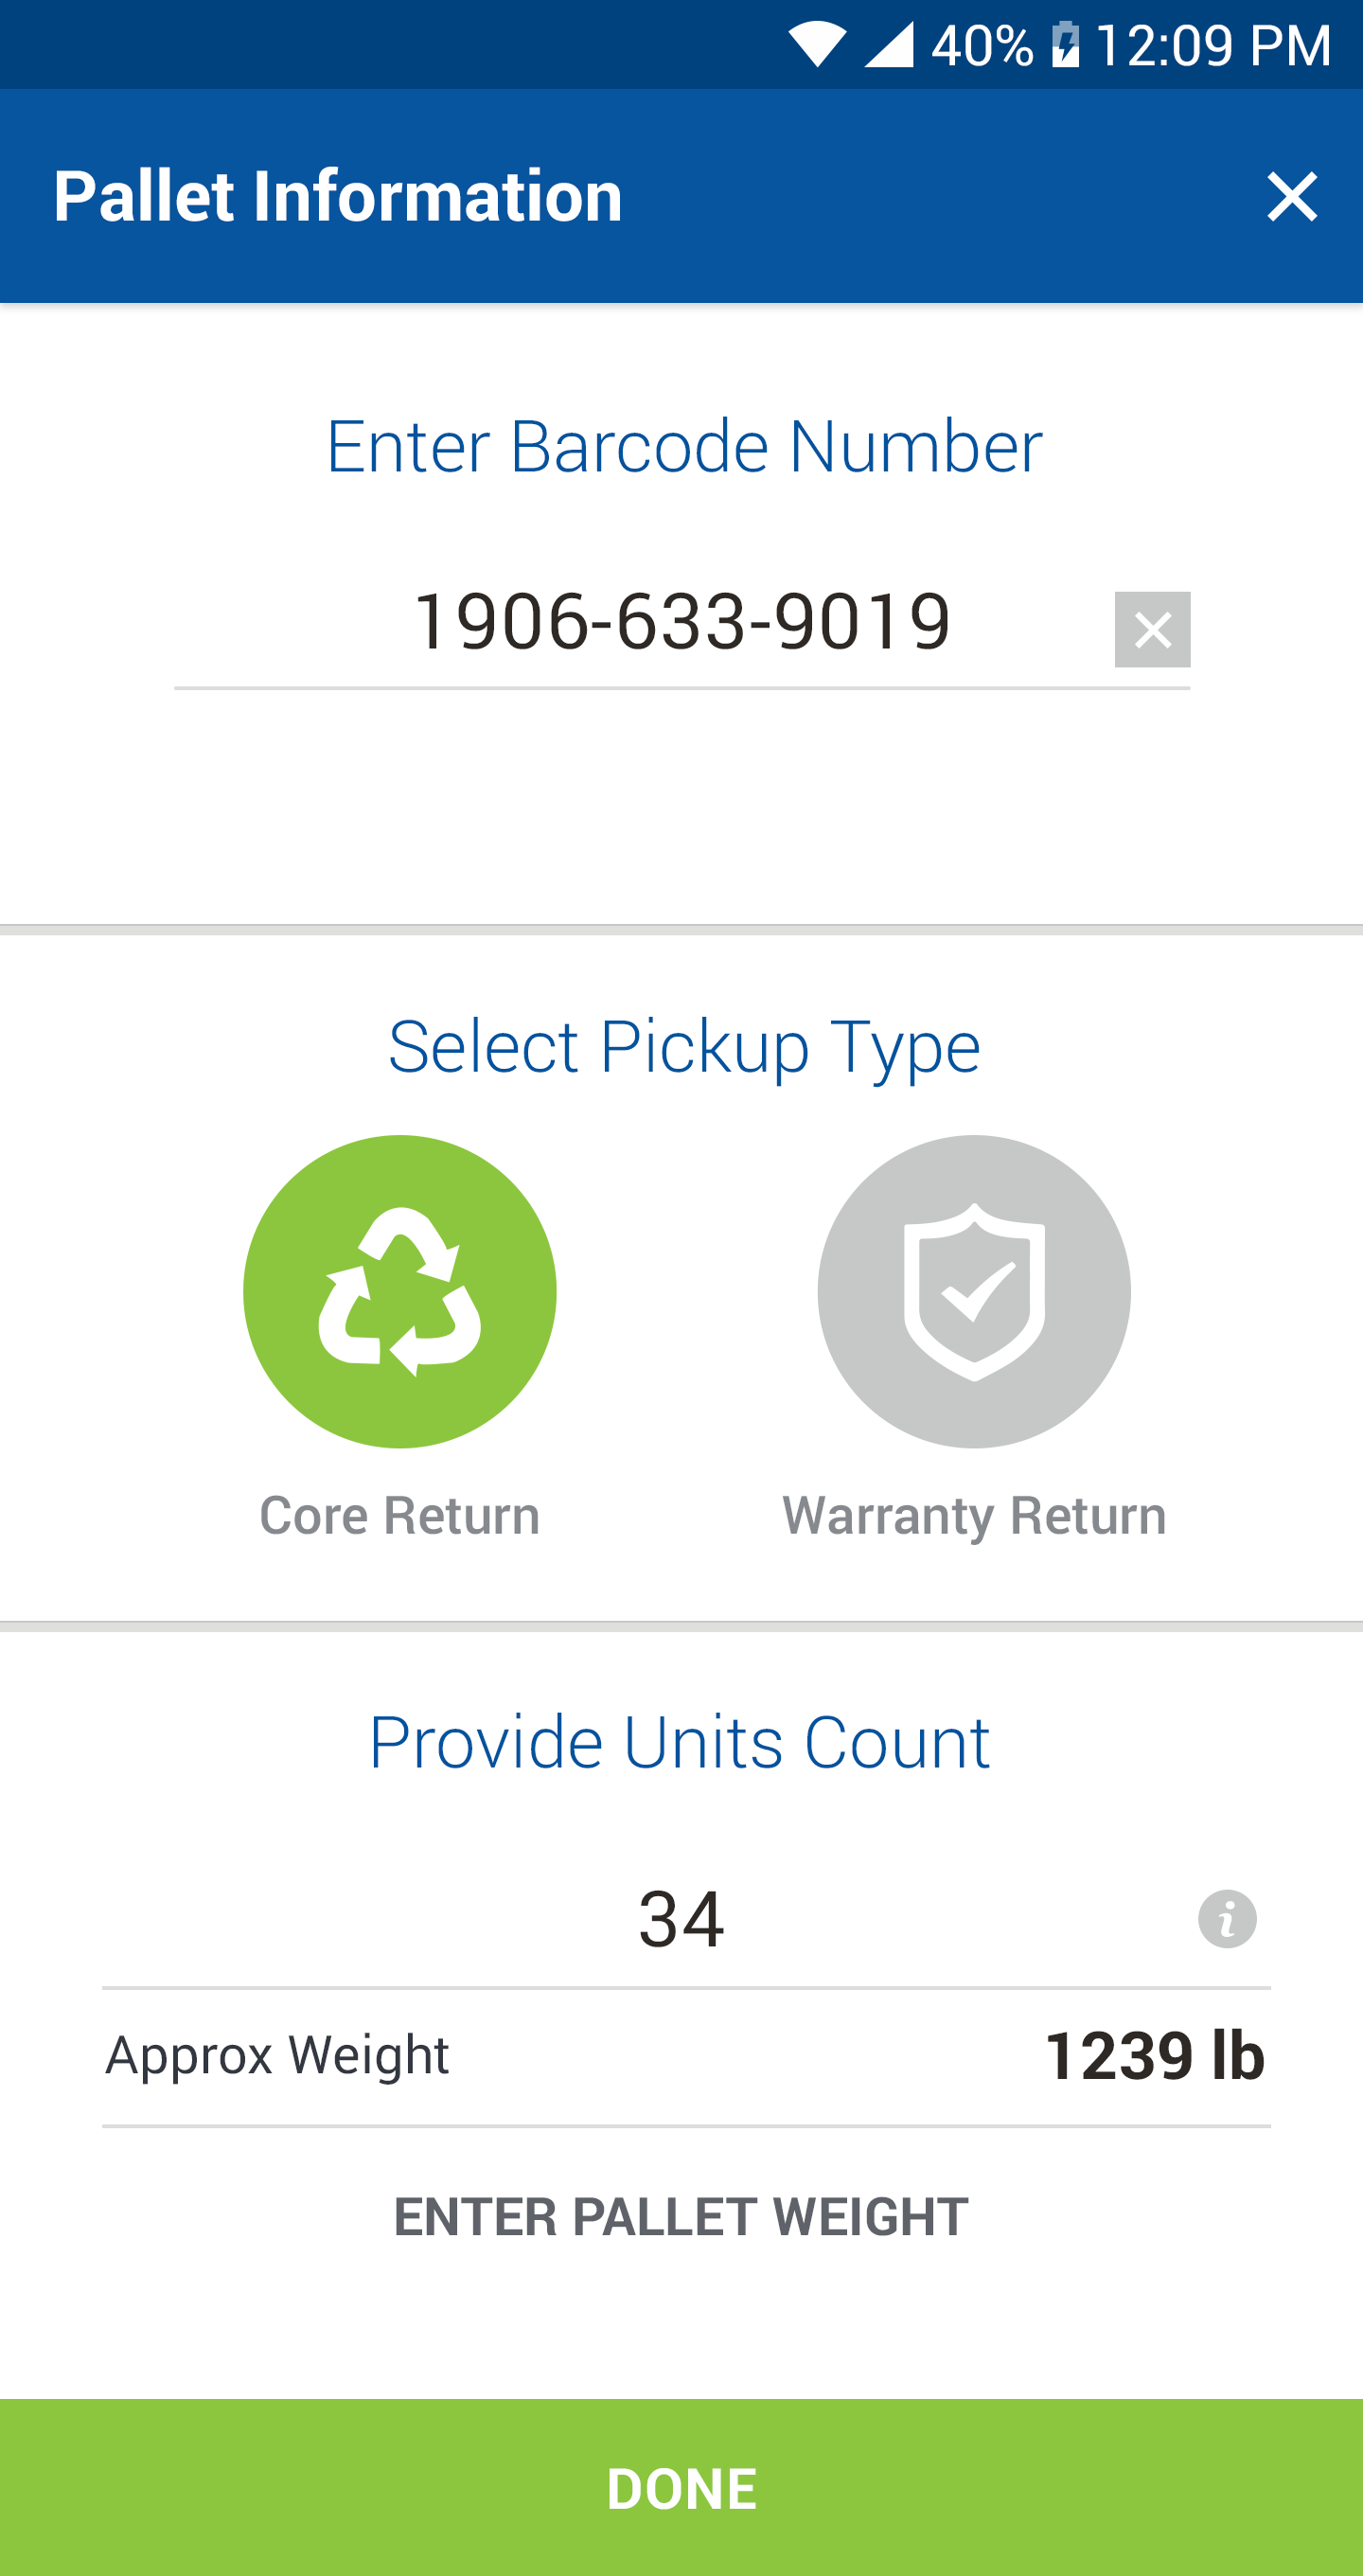 40% 12:09 PM
Pallet Information
Enter Barcode Number
1906-633-9019
Select Pickup Type
Core Return
Warranty Return
Provide Units Count
34
Approx Weight 1239 lb
ENTER PALLET WEIGHT
DONE